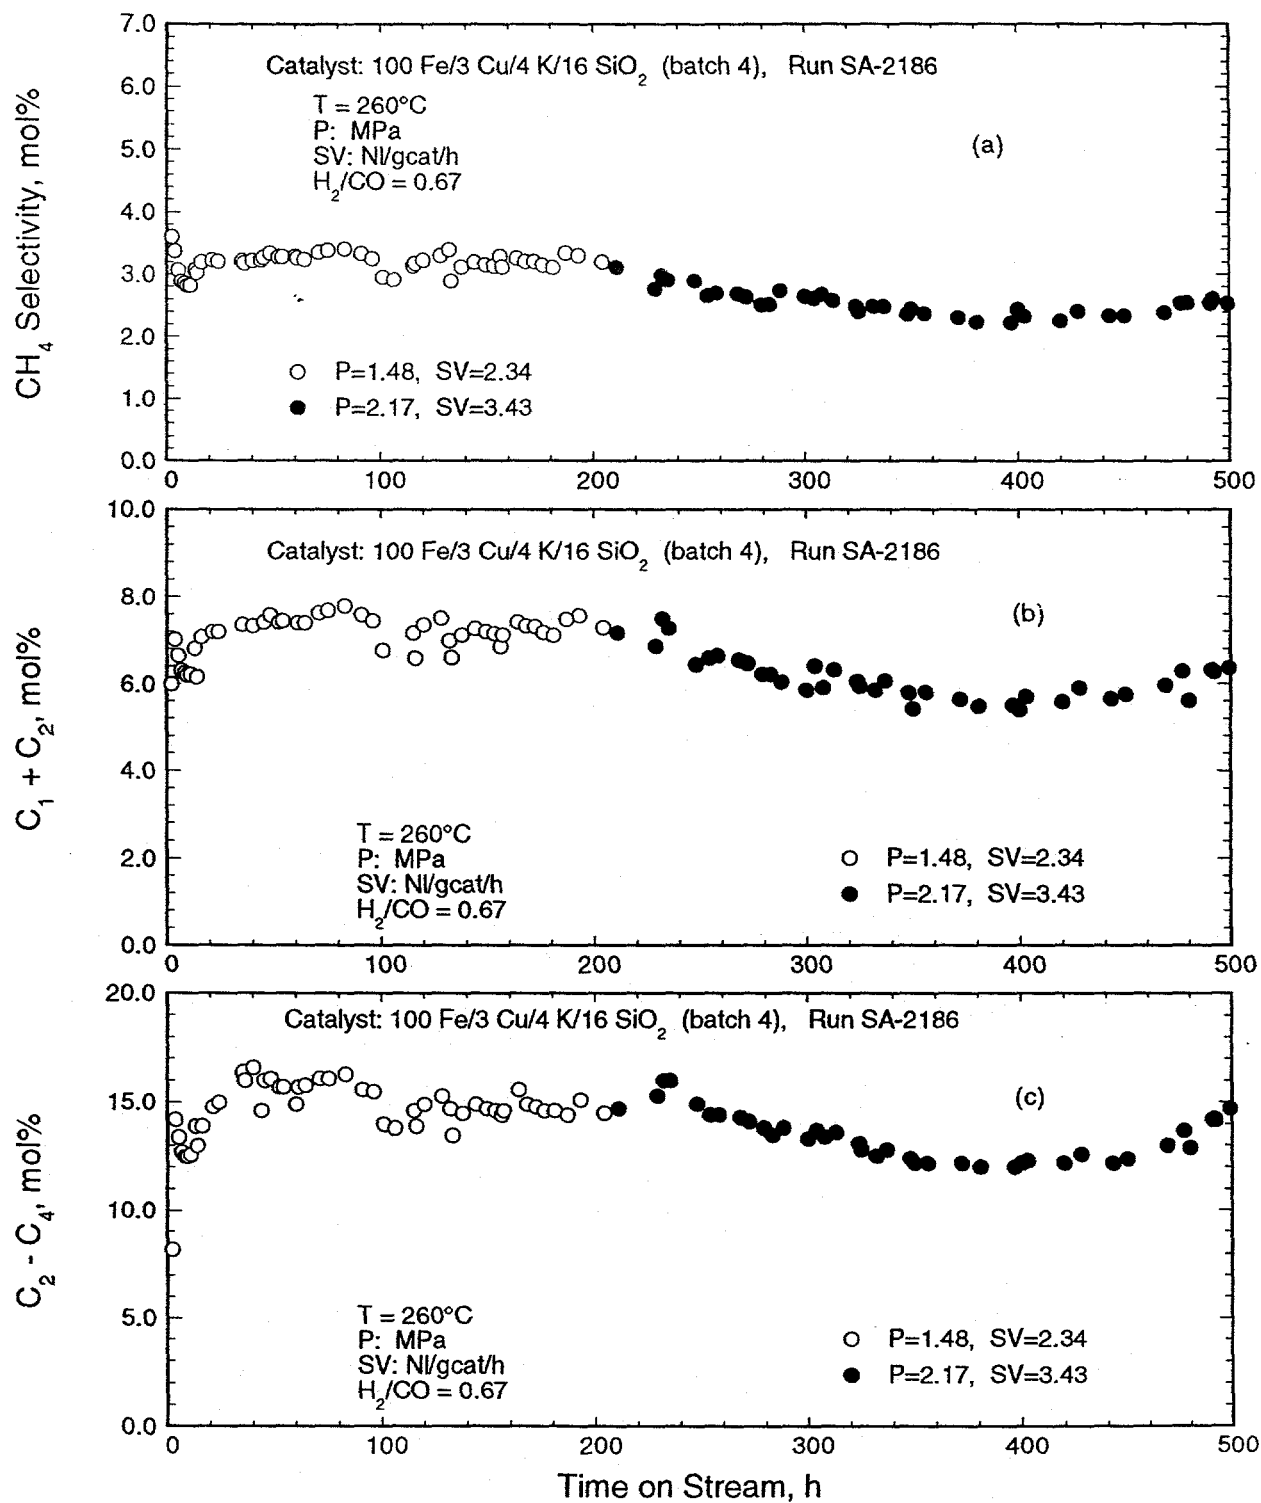 7.0
Catalyst: 100 Fe/3 Cu/4 K/16 SiO2 (batch 4), Run SA-2186
6.0
T = 260°C
P: MPa
5.0
(a)
SV: Nl/gcat/h
H2/CO = 0.67
4.0
CH4 Selectivity, mol%
3.0
2.0
P=1.48, SV=2.34
1.0
P=2.17, SV=3.43
0.0
0 100 200 300 400 500
10.0
Catalyst: 100 Fe/3 Cu/4 K/16 SiO2 (batch 4), Run SA-2186
8.0
(b)
C1 + C2, mol%
6.0
4.0
T = 260°C
P: MPa
2.0
P=1.48, SV=2.34
SV: Nl/gcat/h
P=2.17, SV=3.43
H2/CO = 0.67
0.0
0 100 200 300 400 500
20.0
Catalyst: 100 Fe/3 Cu/4 K/16 SiO2 (batch 4), Run SA-2186
15.0
(c)
C2 - C4, mol%
10.0
5.0
T = 260°C
P: MPa
P=1.48, SV=2.34
SV: Nl/gcat/h
P=2.17, SV=3.43
H2/CO = 0.67
0.0
0 100 200 300 400 500
Time on Stream, h